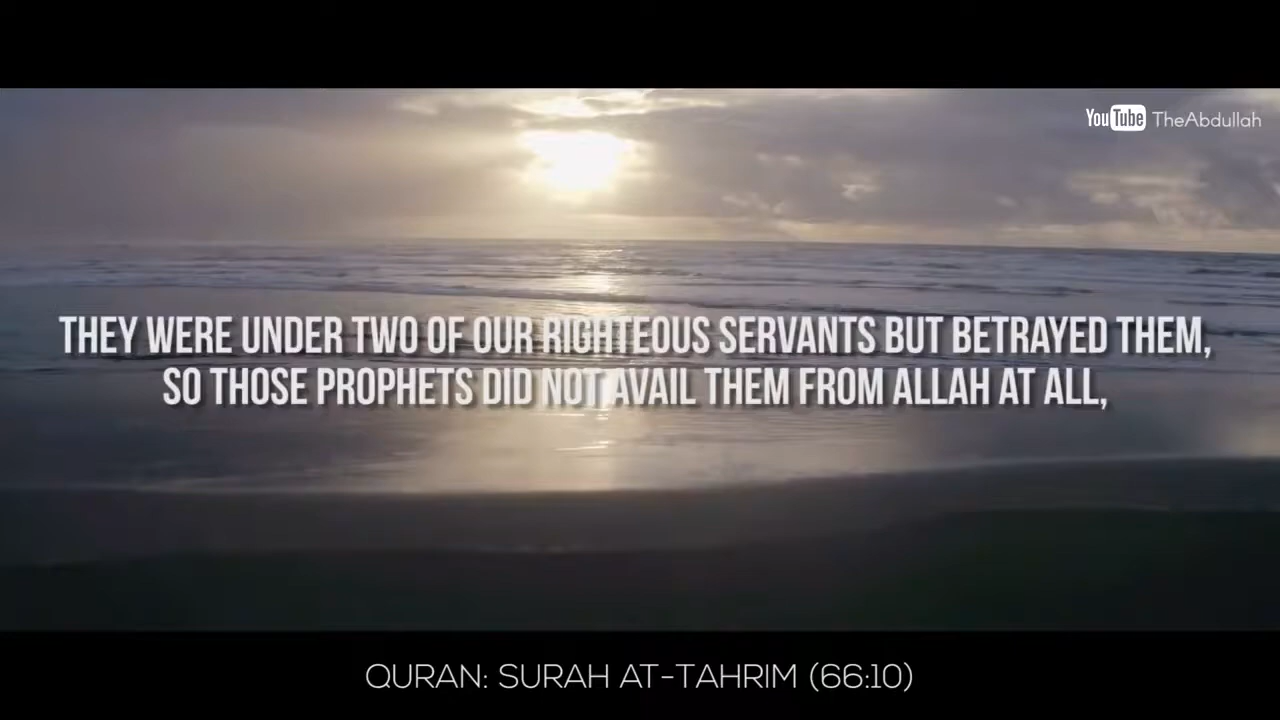 YouTube TheAbdullah
THEY WERE UNDER TWO OF OUR RIGHTEOUS SERVANTS BUT BETRAYED THEM,
SO THOSE PROPHETS DID NOT AVAIL THEM FROM ALLAH AT ALL,
QURAN: SURAH AT-TAHRIM (66:10)